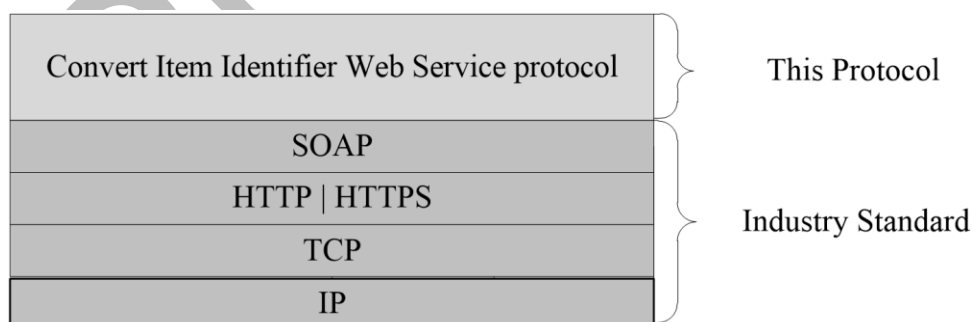 Convert Item Identifier Web Service protocol
This Protocol
SOAP
HTTP | HTTPS
Industry Standard
TCP
IP